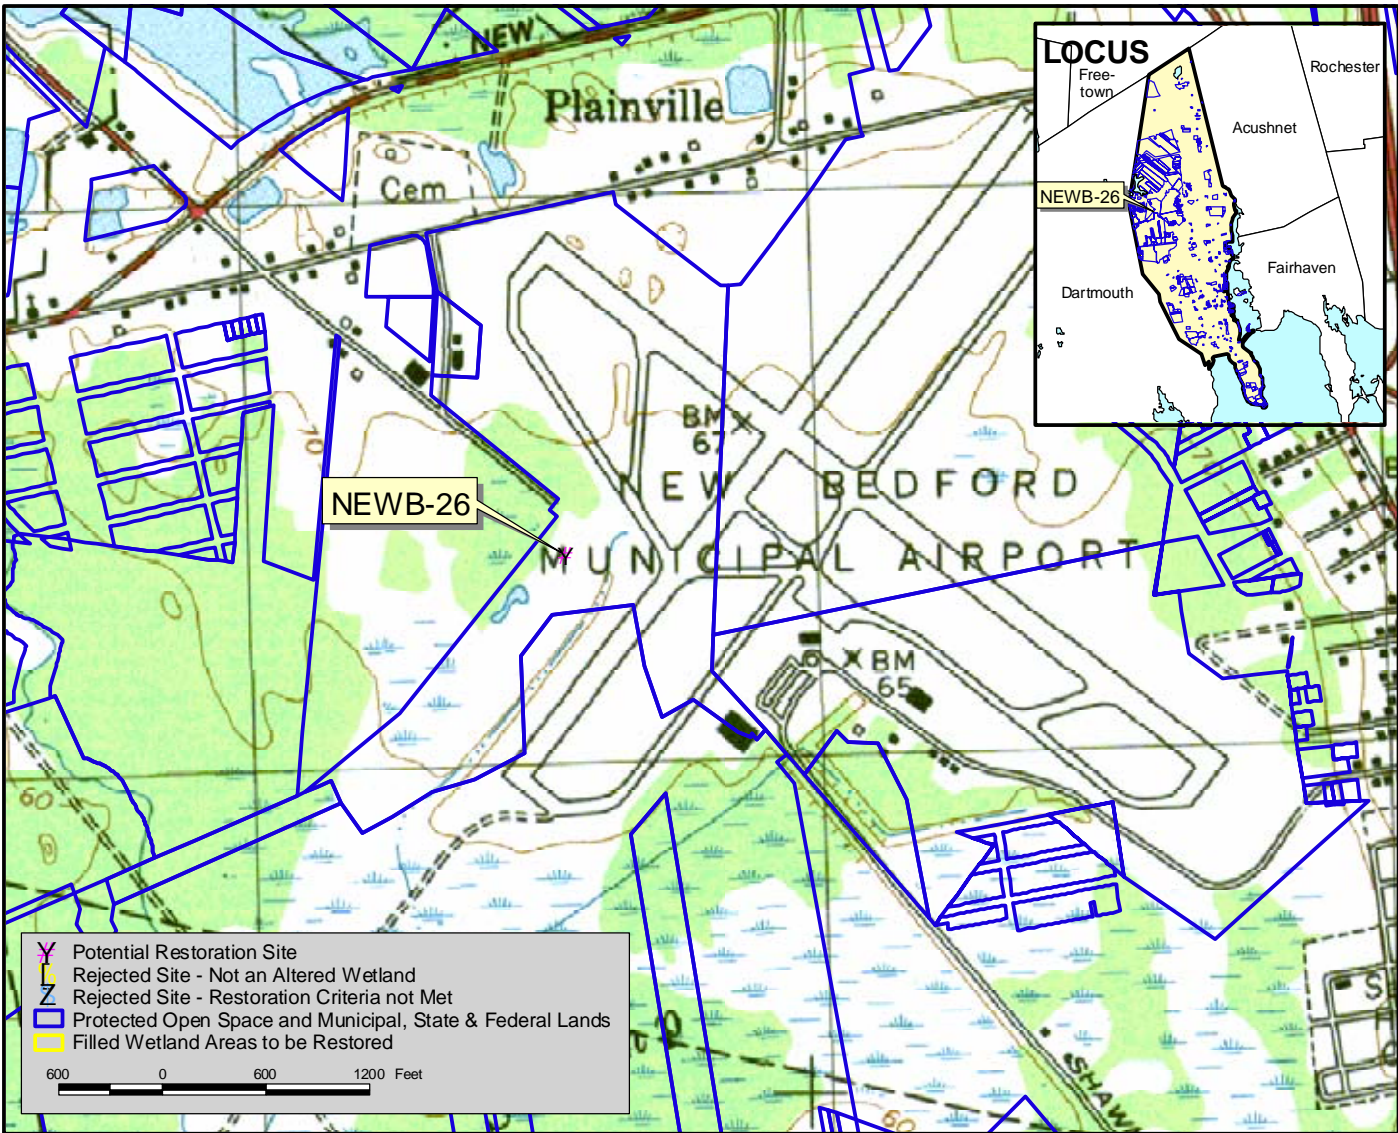 NEW
Plainville
Cem
LOCUS
Free-
town
Rochester
Acushnet
NEWB-26
Fairhaven
Dartmouth
70
70
BM
67
NEW BEDFORD
MUNICIPAL AIRPORT
NEWB-26
BM
65
60
Potential Restoration Site
Rejected Site - Not an Altered Wetland
Rejected Site - Restoration Criteria not Met
Protected Open Space and Municipal, State & Federal Lands
Filled Wetland Areas to be Restored
600 0 600 1200 Feet
60
SHAW
S